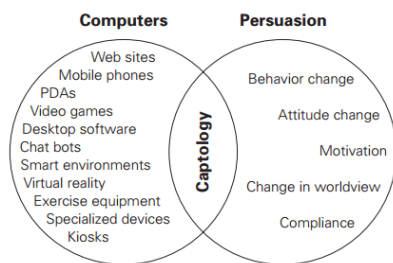 Computers
Persuasion
Web sites
Mobile phones
PDAs
Video games
Desktop software
Chat bots
Smart environments
Virtual reality
Exercise equipment
Specialized devices
Kiosks
Captology
Behavior change
Attitude change
Motivation
Change in worldview
Compliance